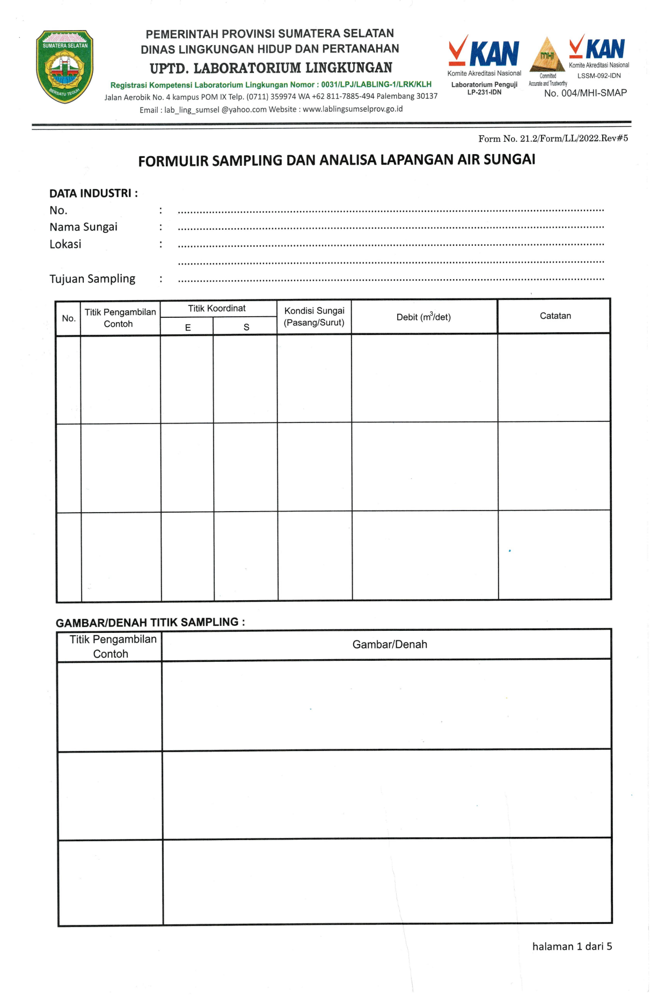 SUMATERA SELATAN
BERSATU TEGUH
PEMERINTAH PROVINSI SUMATERA SELATAN
DINAS LINGKUNGAN HIDUP DAN PERTANAHAN
UPTD. LABORATORIUM LINGKUNGAN
Registrasi Kompetensi Laboratorium Lingkungan Nomor : 0031/LPJ/LABLING-1/LRK/KLH
Jalan Aerobik No. 4 kampus POM IX Telp. (0711) 359974 WA +62 811-7885-494 Palembang 30137
Email : lab_ling_sumsel @yahoo.com Website : www.lablingsumselprov.go.id
KAN
Komite Akreditasi Nasional
Laboratorium Penguji
LP-231-IDN
MHI
Committed
Accurate and Trustworthy
KAN
Komite Akreditasi Nasional
LSSM-092-IDN
No. 004/MHI-SMAP
Form No. 21.2/Form/LL/2022.Rev#5
FORMULIR SAMPLING DAN ANALISA LAPANGAN AIR SUNGAI
DATA INDUSTRI :
No. :
Nama Sungai :
Lokasi :
Tujuan Sampling :
No.
Titik Pengambilan
Contoh
Titik Koordinat
E
S
Kondisi Sungai
(Pasang/Surut)
Debit (m³/det)
Catatan
GAMBAR/DENAH TITIK SAMPLING :
Titik Pengambilan
Contoh
Gambar/Denah
halaman 1 dari 5